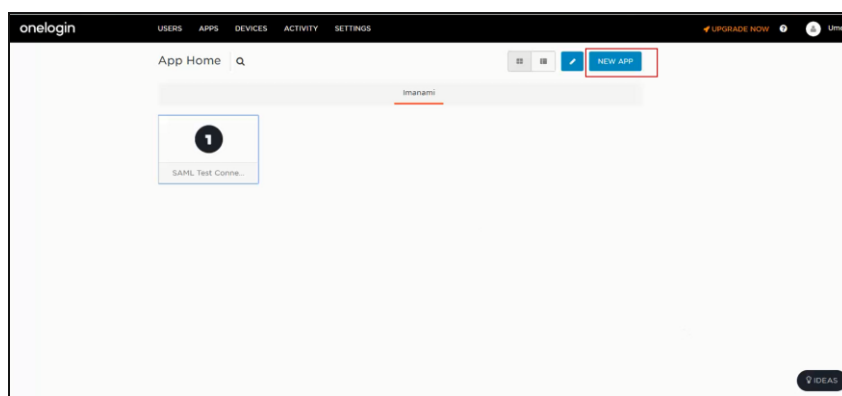 onelogin USERS APPS DEVICES ACTIVITY SETTINGS UPGRADE NOW ?
App Home NEW APP
Imanami
1
SAML Test Conne...
IDEAS